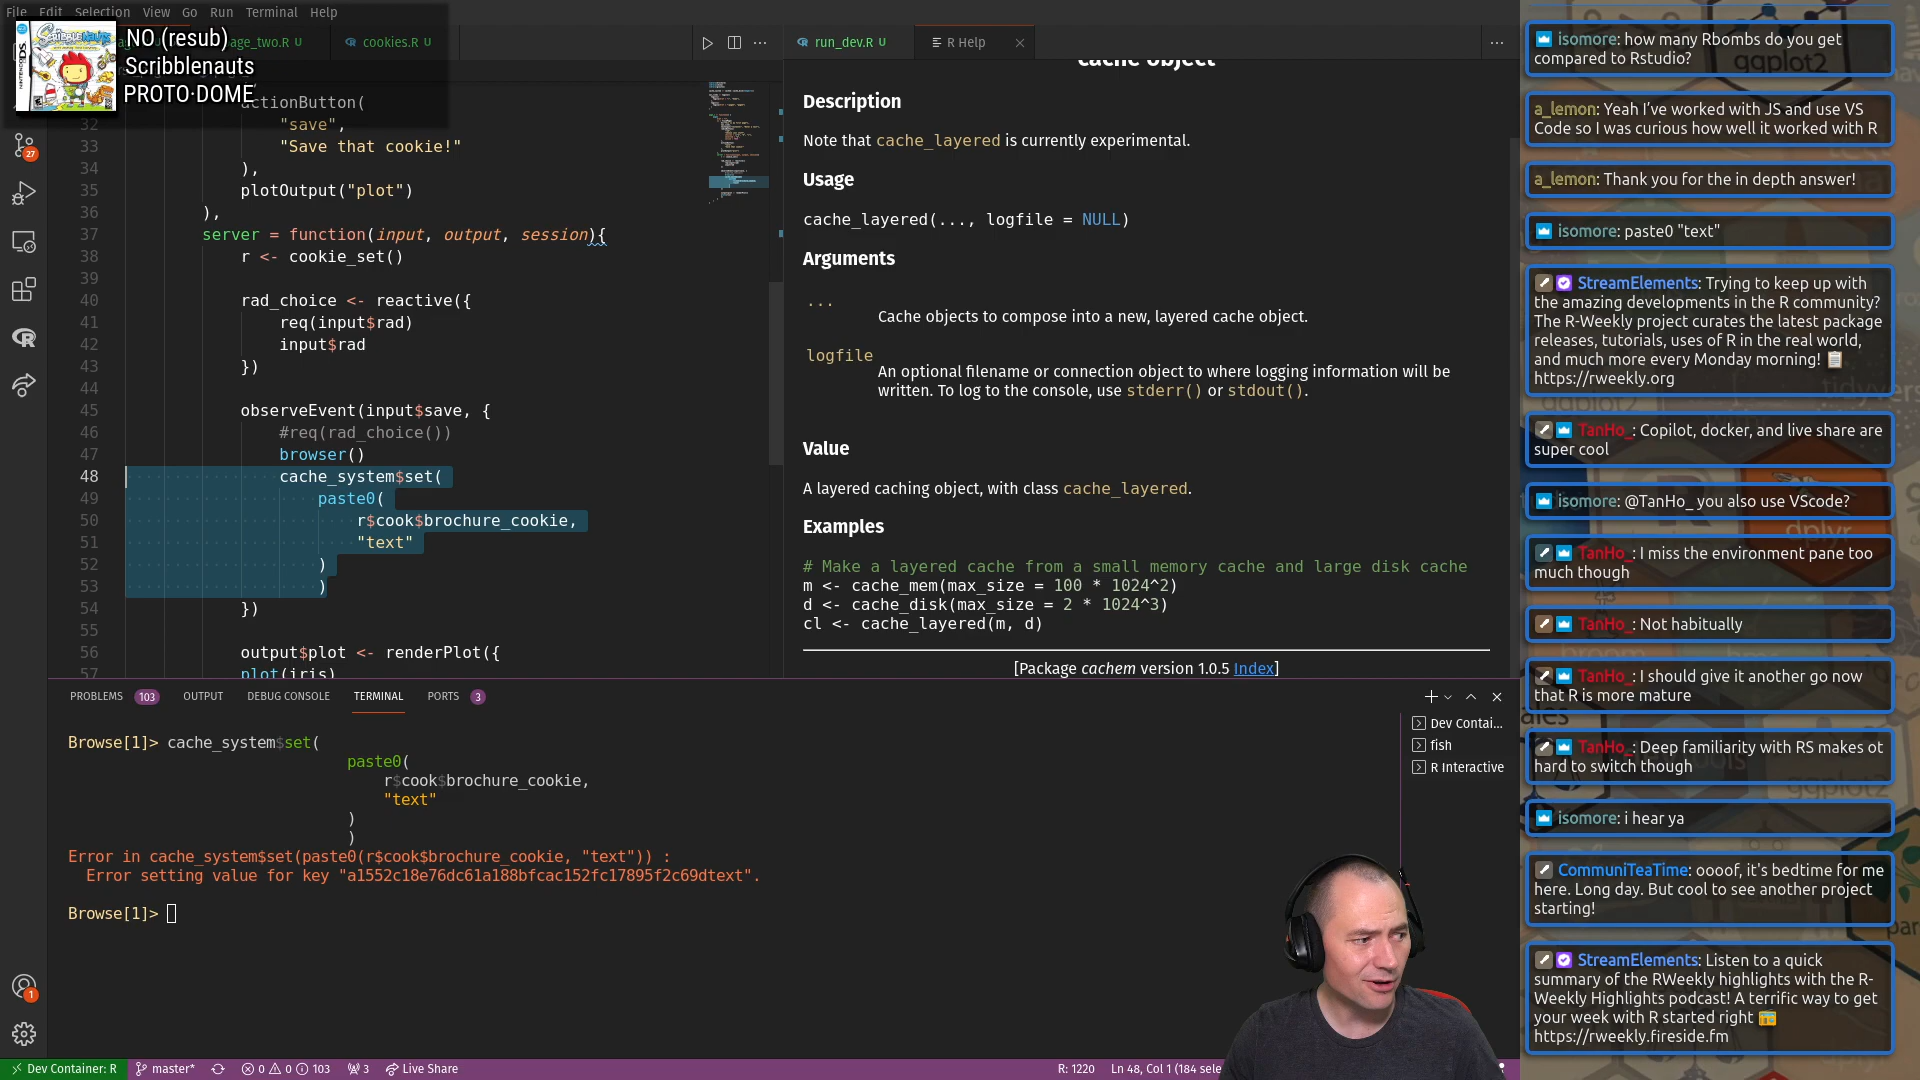 File Edit Selection View Go Run Terminal Help
NO (resub)
Scribblenauts
PROTO·DOME
page_two.R U
cookies.R U
run_dev.R U
R Help
actionButton(
32 "save",
33 "Save that cookie!"
34 ),
35 plotOutput("plot")
36 ),
37 server = function(input, output, session){
38 r <- cookie_set()
39
40 rad_choice <- reactive({
41 req(input$rad)
42 input$rad
43 })
44
45 observeEvent(input$save, {
46 #req(rad_choice())
47 browser()
48 cache_system$set(
49 paste0(
50 r$cook$brochure_cookie,
51 "text"
52 )
53 )
54 })
55
56 output$plot <- renderPlot({
57 plot(iris)
cache object
Description
Note that cache_layered is currently experimental.
Usage
cache_layered(..., logfile = NULL)
Arguments
...
Cache objects to compose into a new, layered cache object.
logfile
An optional filename or connection object to where logging information will be
written. To log to the console, use stderr() or stdout().
Value
A layered caching object, with class cache_layered.
Examples
# Make a layered cache from a small memory cache and large disk cache
m <- cache_mem(max_size = 100 * 1024^2)
d <- cache_disk(max_size = 2 * 1024^3)
cl <- cache_layered(m, d)
[Package cachem version 1.0.5 Index]
PROBLEMS 103 OUTPUT DEBUG CONSOLE TERMINAL PORTS 3
Browse[1]> cache_system$set(
paste0(
r$cook$brochure_cookie,
"text"
)
)
Error in cache_system$set(paste0(r$cook$brochure_cookie, "text")) :
Error setting value for key "a1552c18e76dc61a188bfcac152fc17895f2c69dtext".
Browse[1]>
Dev Contai...
fish
R Interactive
27
1
Dev Container: R master* 0 0 103 3 Live Share R: 1220 Ln 48, Col 1 (184 sele
isomore: how many Rbombs do you get
compared to Rstudio?
a_lemon: Yeah I've worked with JS and use VS
Code so I was curious how well it worked with R
a_lemon: Thank you for the in depth answer!
isomore: paste0 "text"
StreamElements: Trying to keep up with
the amazing developments in the R community?
The R-Weekly project curates the latest package
releases, tutorials, uses of R in the real world,
and much more every Monday morning! 📋
https://rweekly.org
TanHo_: Copilot, docker, and live share are
super cool
isomore: @TanHo_ you also use VScode?
TanHo_: I miss the environment pane too
much though
TanHo_: Not habitually
TanHo_: I should give it another go now
that R is more mature
TanHo_: Deep familiarity with RS makes ot
hard to switch though
isomore: i hear ya
CommuniTeaTime: oooof, it's bedtime for me
here. Long day. But cool to see another project
starting!
StreamElements: Listen to a quick
summary of the RWeekly highlights with the R-
Weekly Highlights podcast! A terrific way to get
your week with R started right 📻
https://rweekly.fireside.fm